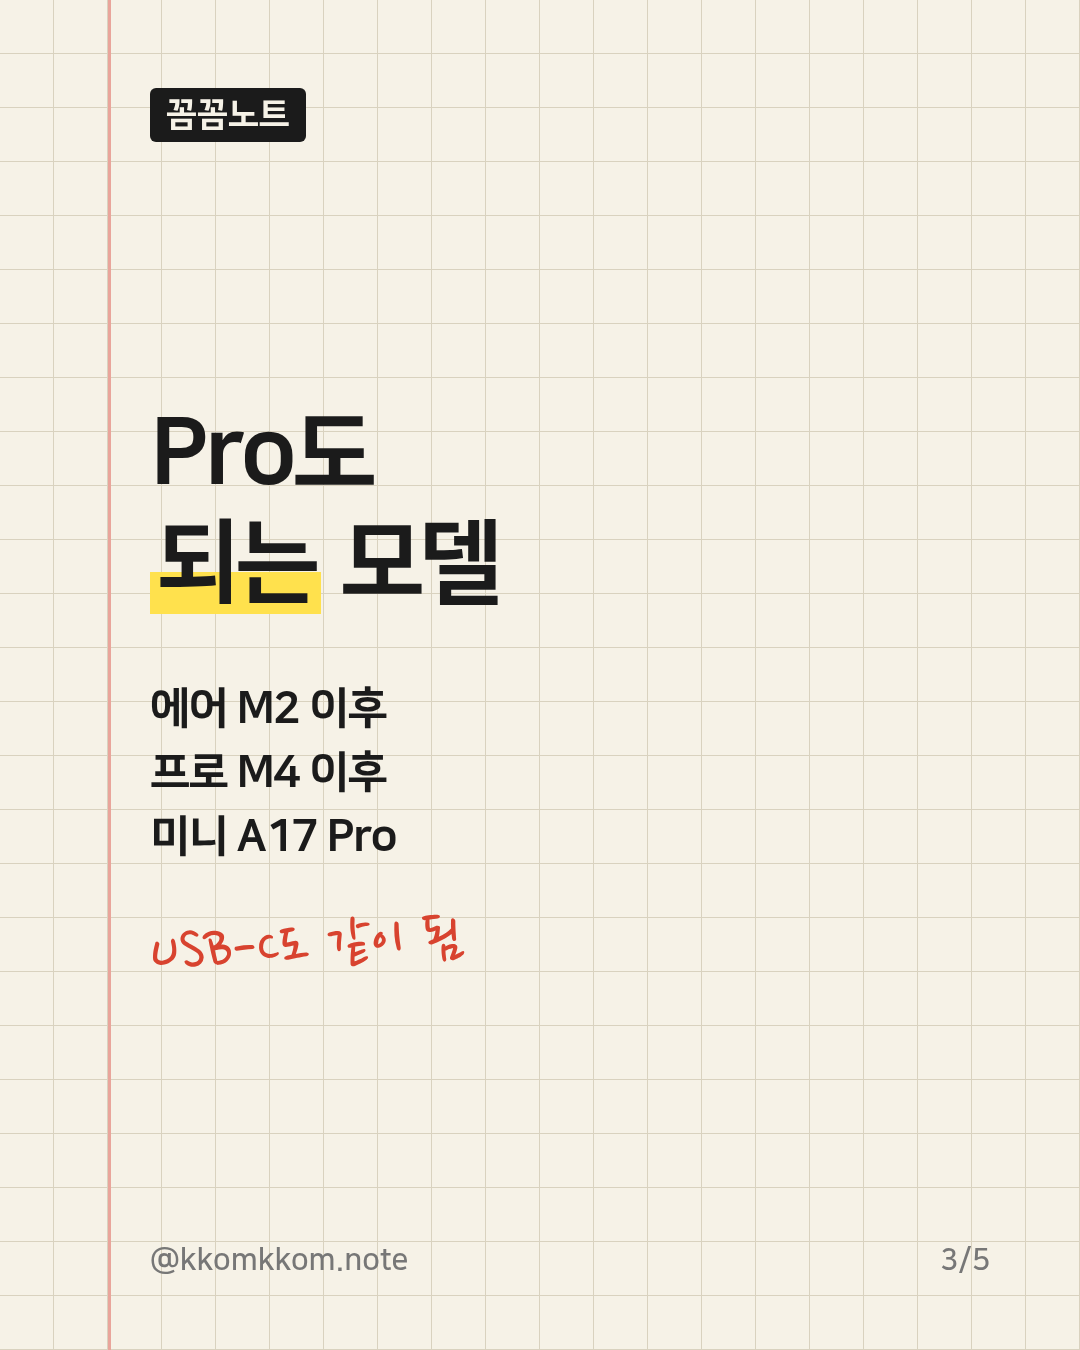 꼼꼼노트
Pro도
되는 모델
에어 M2 이후
프로 M4 이후
미니 A17 Pro
USB-C도 같이 됨
@kkomkkom.note
3/5